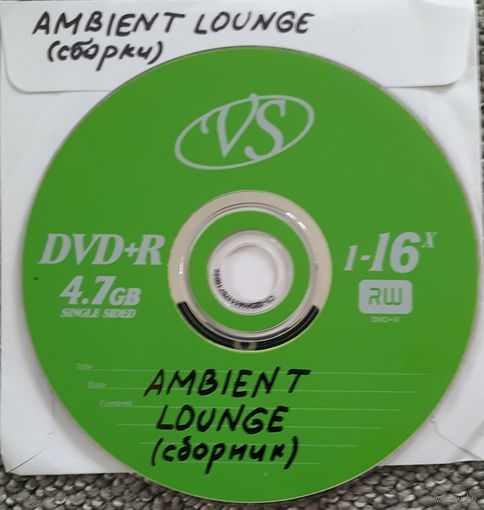 AMBIENT LOUNGE
(сборки)
VS
DVD+R
4.7GB
SINGLE SIDED
1-16X
RW
DVD+R
Title
Date
Content
AMBIENT
LOUNGE
(сборник)